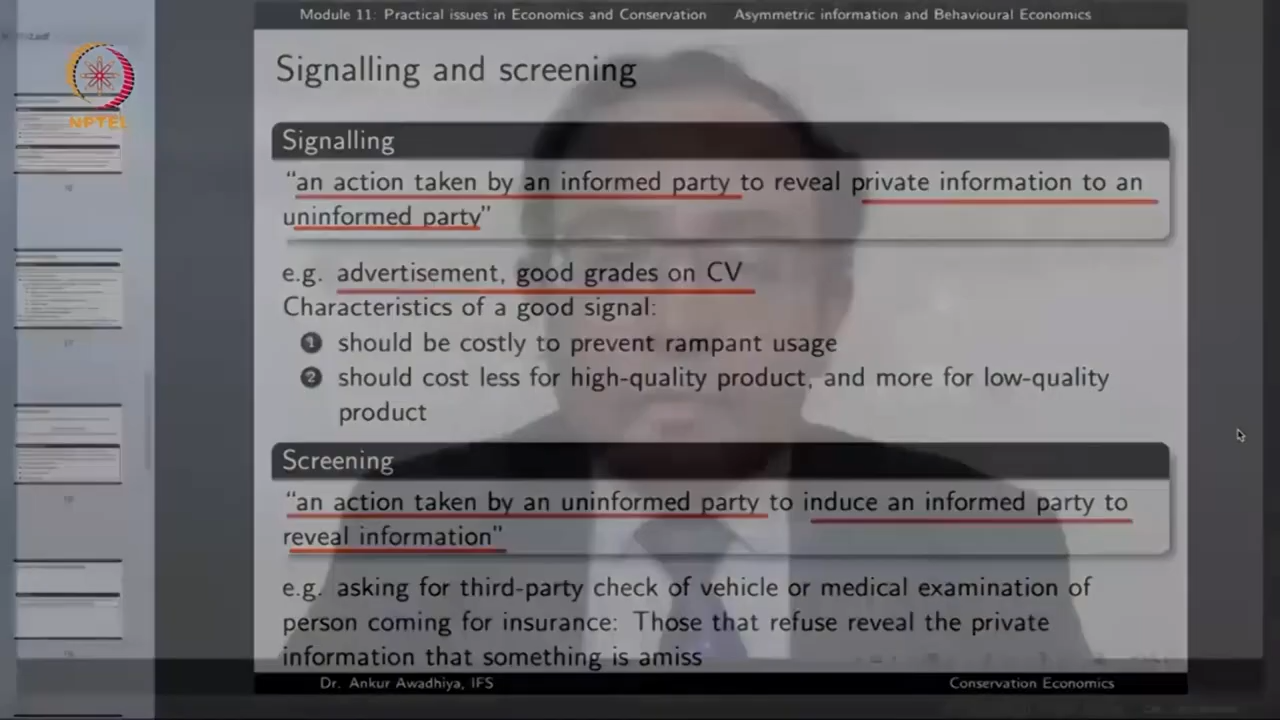 Module 11: Practical issues in Economics and Conservation Asymmetric information and Behavioural Economics
NPTEL
Signalling and screening
Signalling
“an action taken by an informed party to reveal private information to an
uninformed party”
e.g. advertisement, good grades on CV
Characteristics of a good signal:
1 should be costly to prevent rampant usage
2 should cost less for high-quality product, and more for low-quality
product
Screening
“an action taken by an uninformed party to induce an informed party to
reveal information”
e.g. asking for third-party check of vehicle or medical examination of
person coming for insurance: Those that refuse reveal the private
information that something is amiss
Dr. Ankur Awadhiya, IFS Conservation Economics